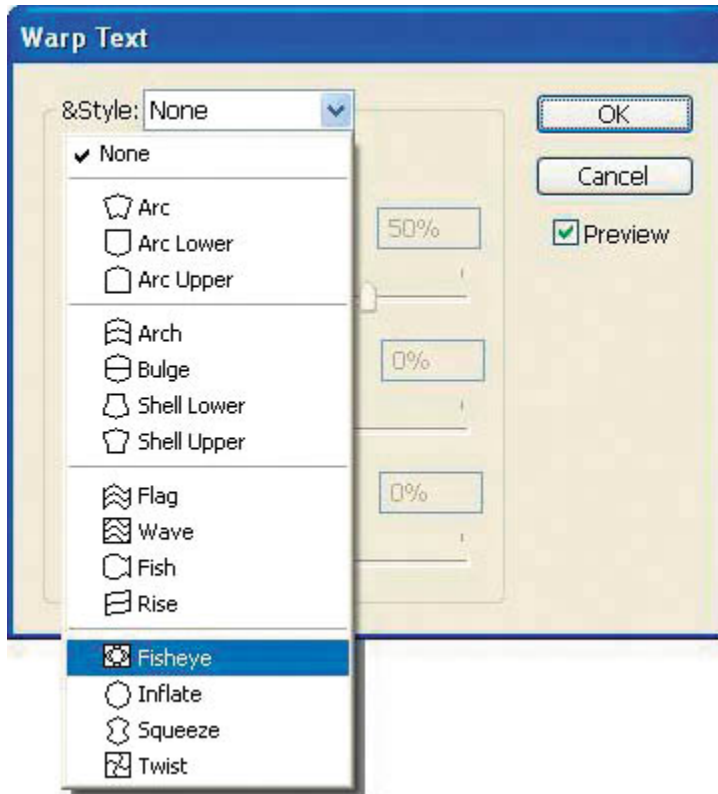 Warp Text
&Style: None
OK
None
Cancel
Arc
50%
Preview
Arc Lower
Arc Upper
Arch
Bulge
0%
Shell Lower
Shell Upper
Flag
0%
Wave
Fish
Rise
Fisheye
Inflate
Squeeze
Twist